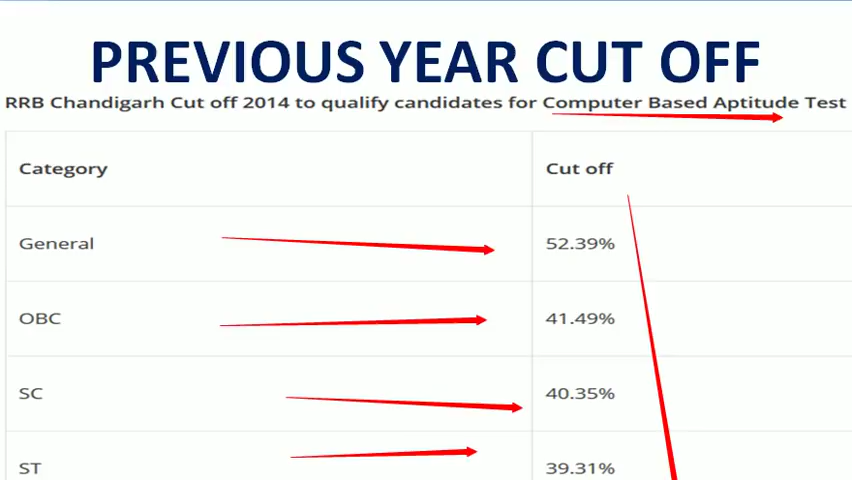 PREVIOUS YEAR CUT OFF
RRB Chandigarh Cut off 2014 to qualify candidates for Computer Based Aptitude Test
Category Cut off
General 52.39%
OBC 41.49%
SC 40.35%
ST 39.31%